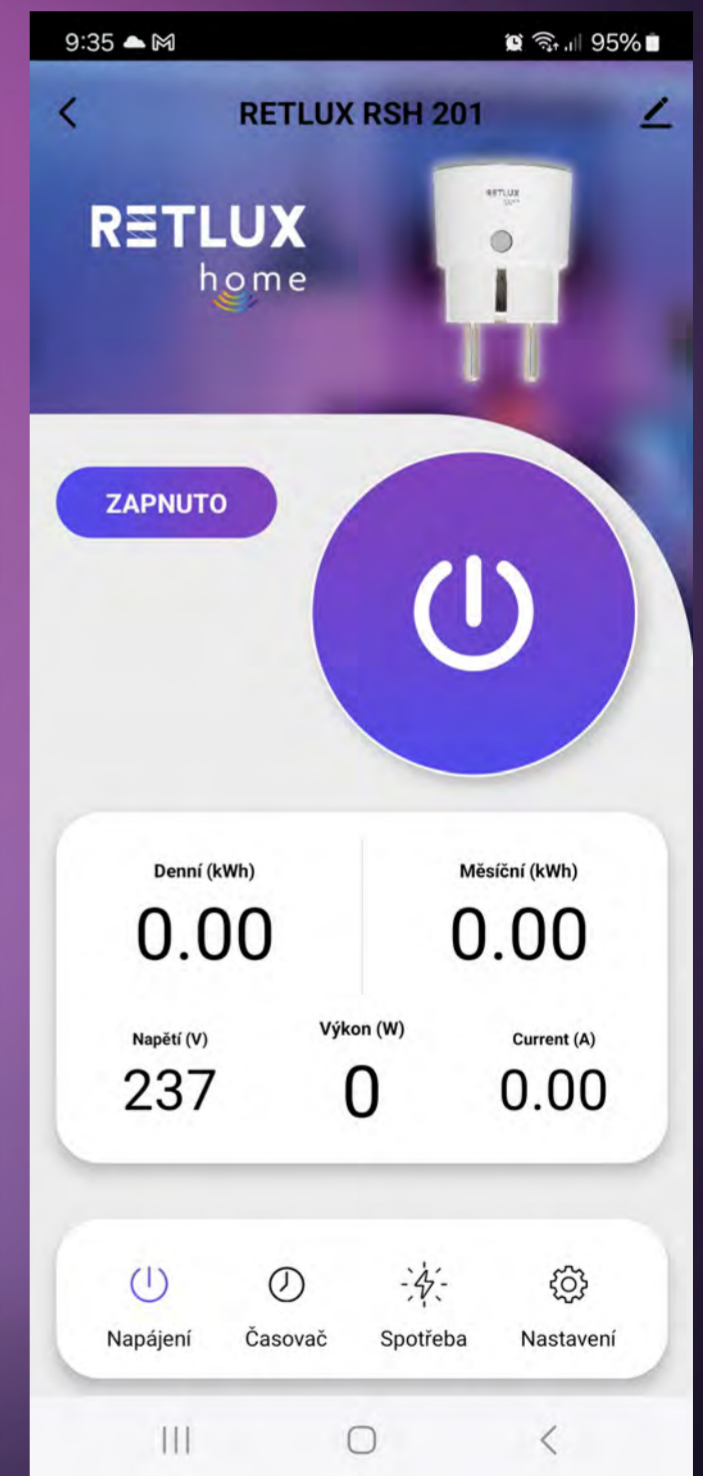 9:35 95%
RETLUX RSH 201
RETLUX
home
RETLUX
ZAPNUTO
Denní (kWh) Měsíční (kWh)
0.00 0.00
Napětí (V) Výkon (W) Current (A)
237 0 0.00
Napájení Časovač Spotřeba Nastavení